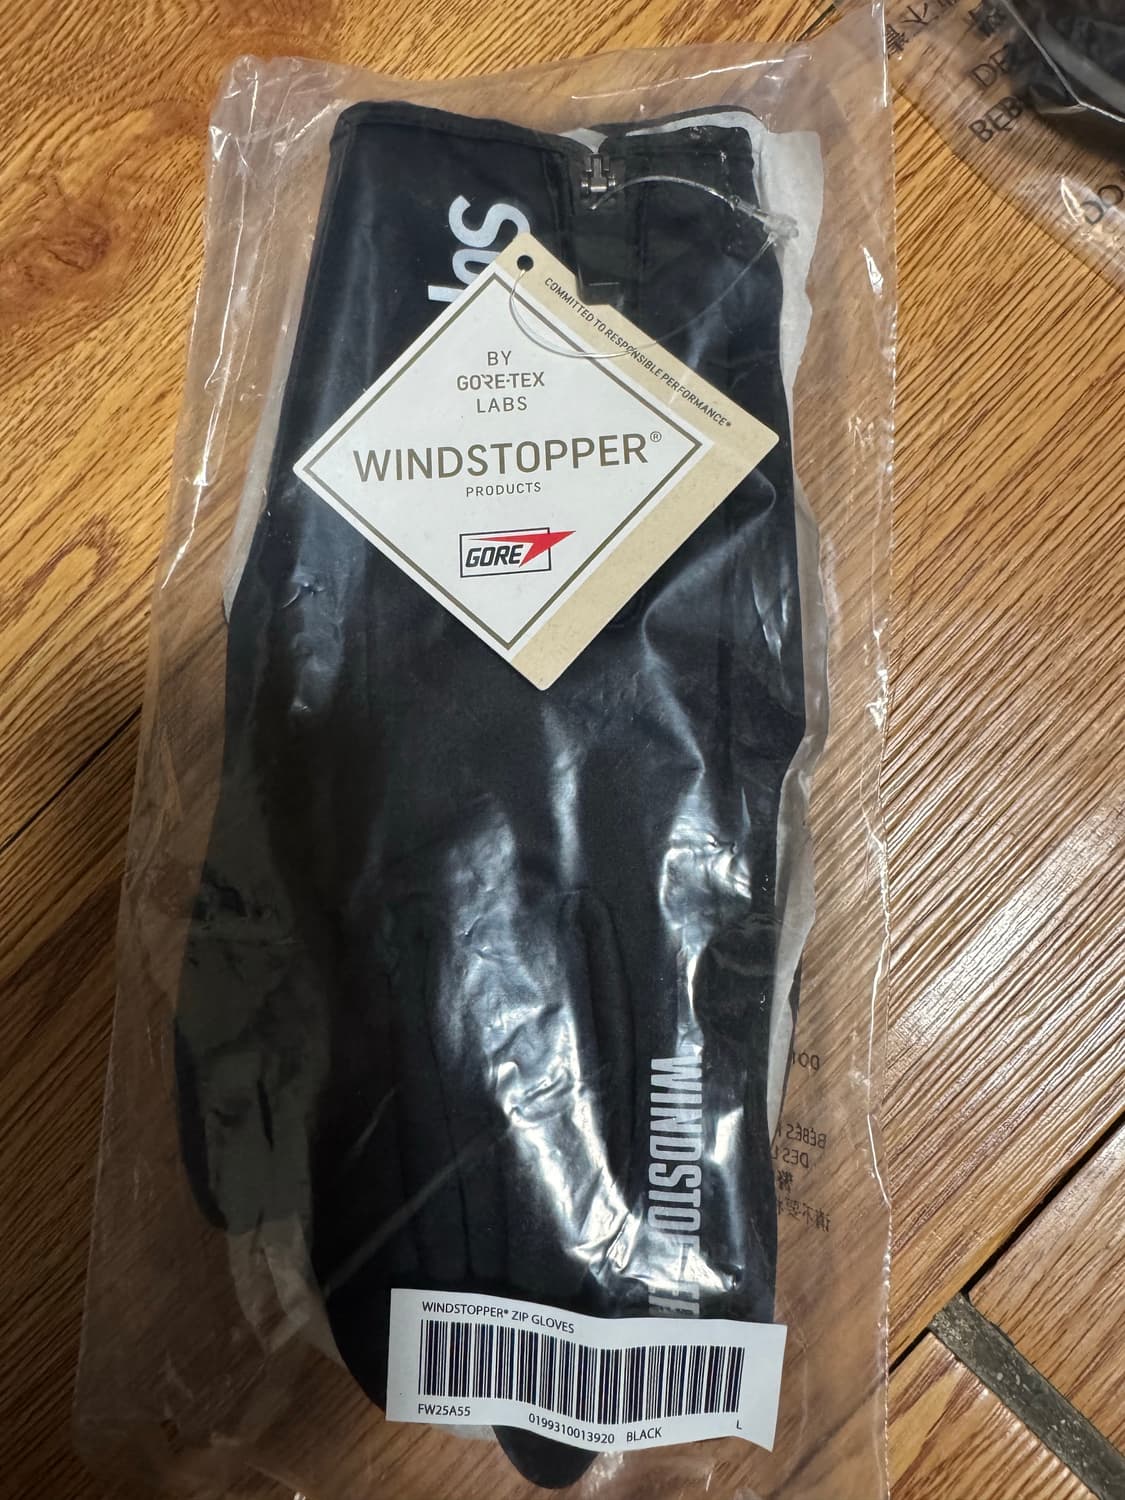 BY
GORE-TEX
LABS
WINDSTOPPER®
PRODUCTS
GORE
COMMITTED TO RESPONSIBLE PERFORMANCE®
WINDSTOPPER® ZIP GLOVES
FW25A55
0199310013920 BLACK
L